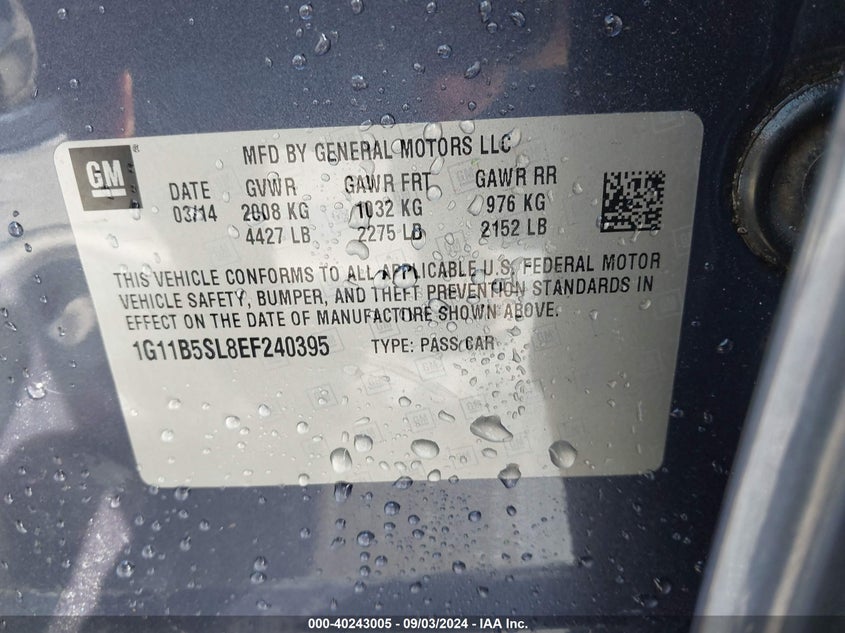 GM
MFD BY GENERAL MOTORS LLC
DATE GVWR GAWR FRT GAWR RR
03/14 2008 KG 1032 KG 976 KG
4427 LB 2275 LB 2152 LB
THIS VEHICLE CONFORMS TO ALL APPLICABLE U.S. FEDERAL MOTOR
VEHICLE SAFETY, BUMPER, AND THEFT PREVENTION STANDARDS IN
EFFECT ON THE DATE OF MANUFACTURE SHOWN ABOVE.
1G11B5SL8EF240395 TYPE: PASS CAR
000-40243005 - 09/03/2024 - IAA Inc.